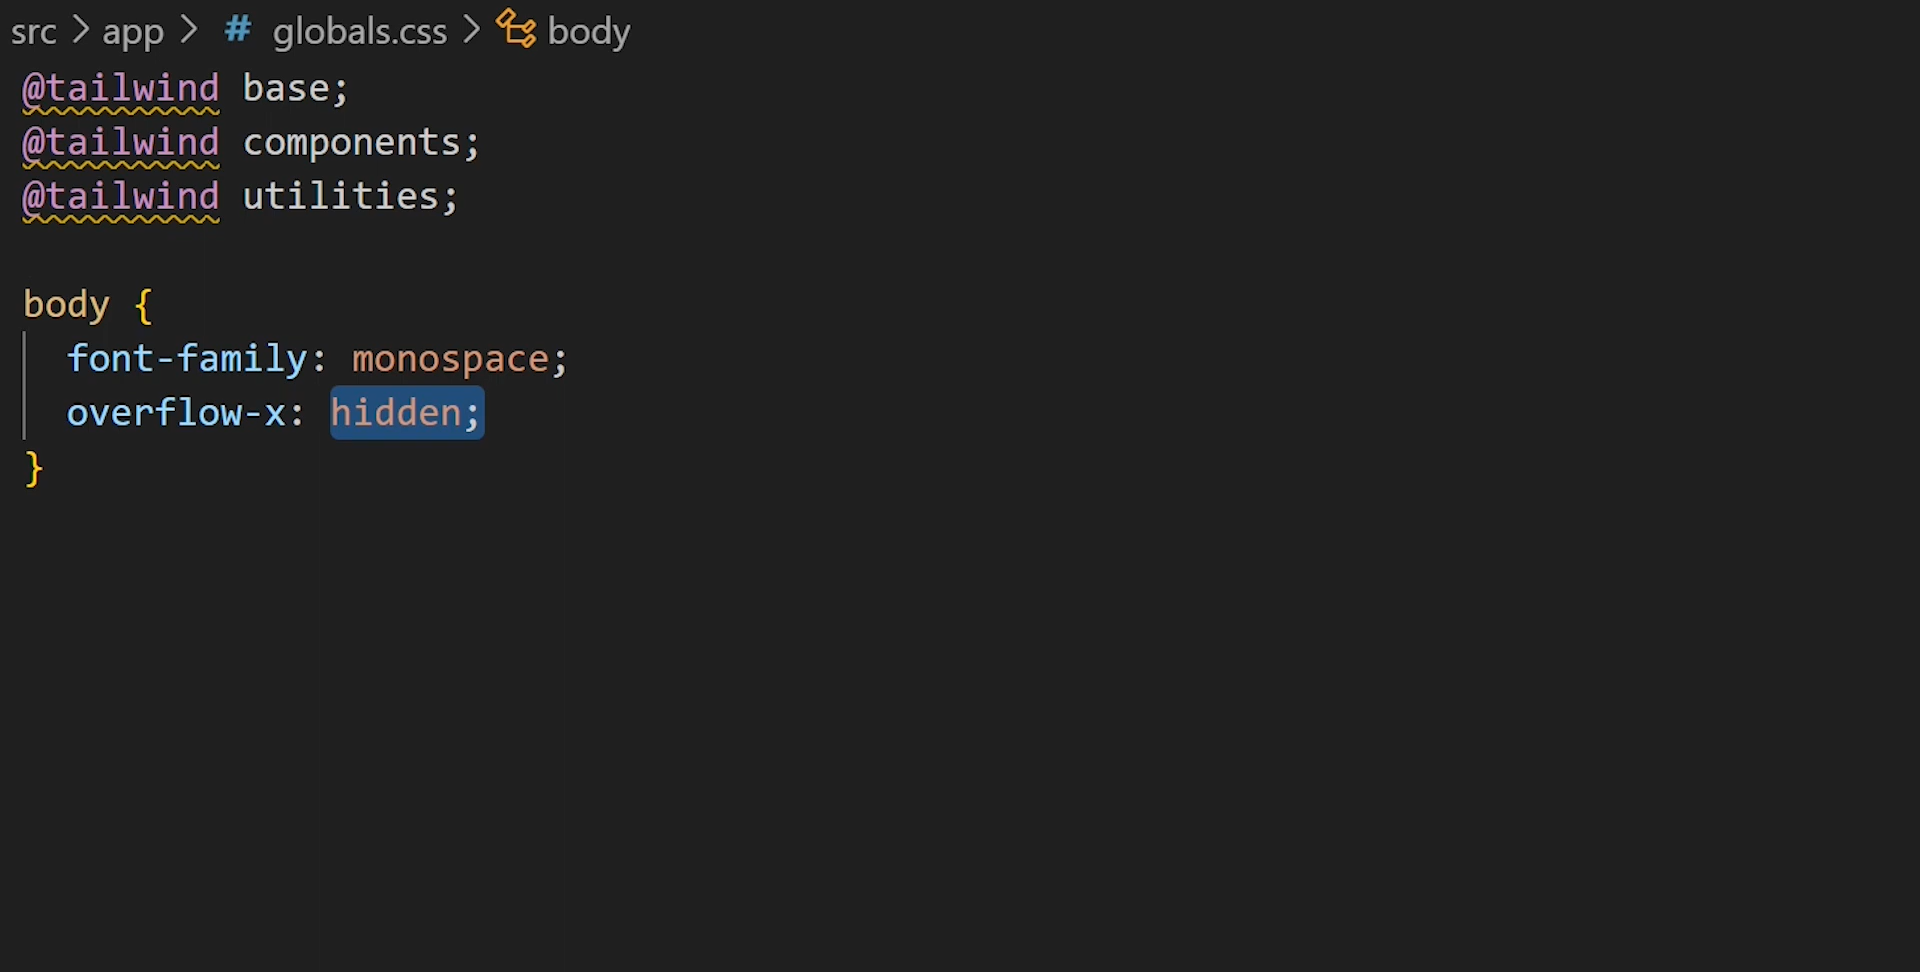 src > app > # globals.css > body
@tailwind base;
@tailwind components;
@tailwind utilities;
body {
font-family: monospace;
overflow-x: hidden;
}